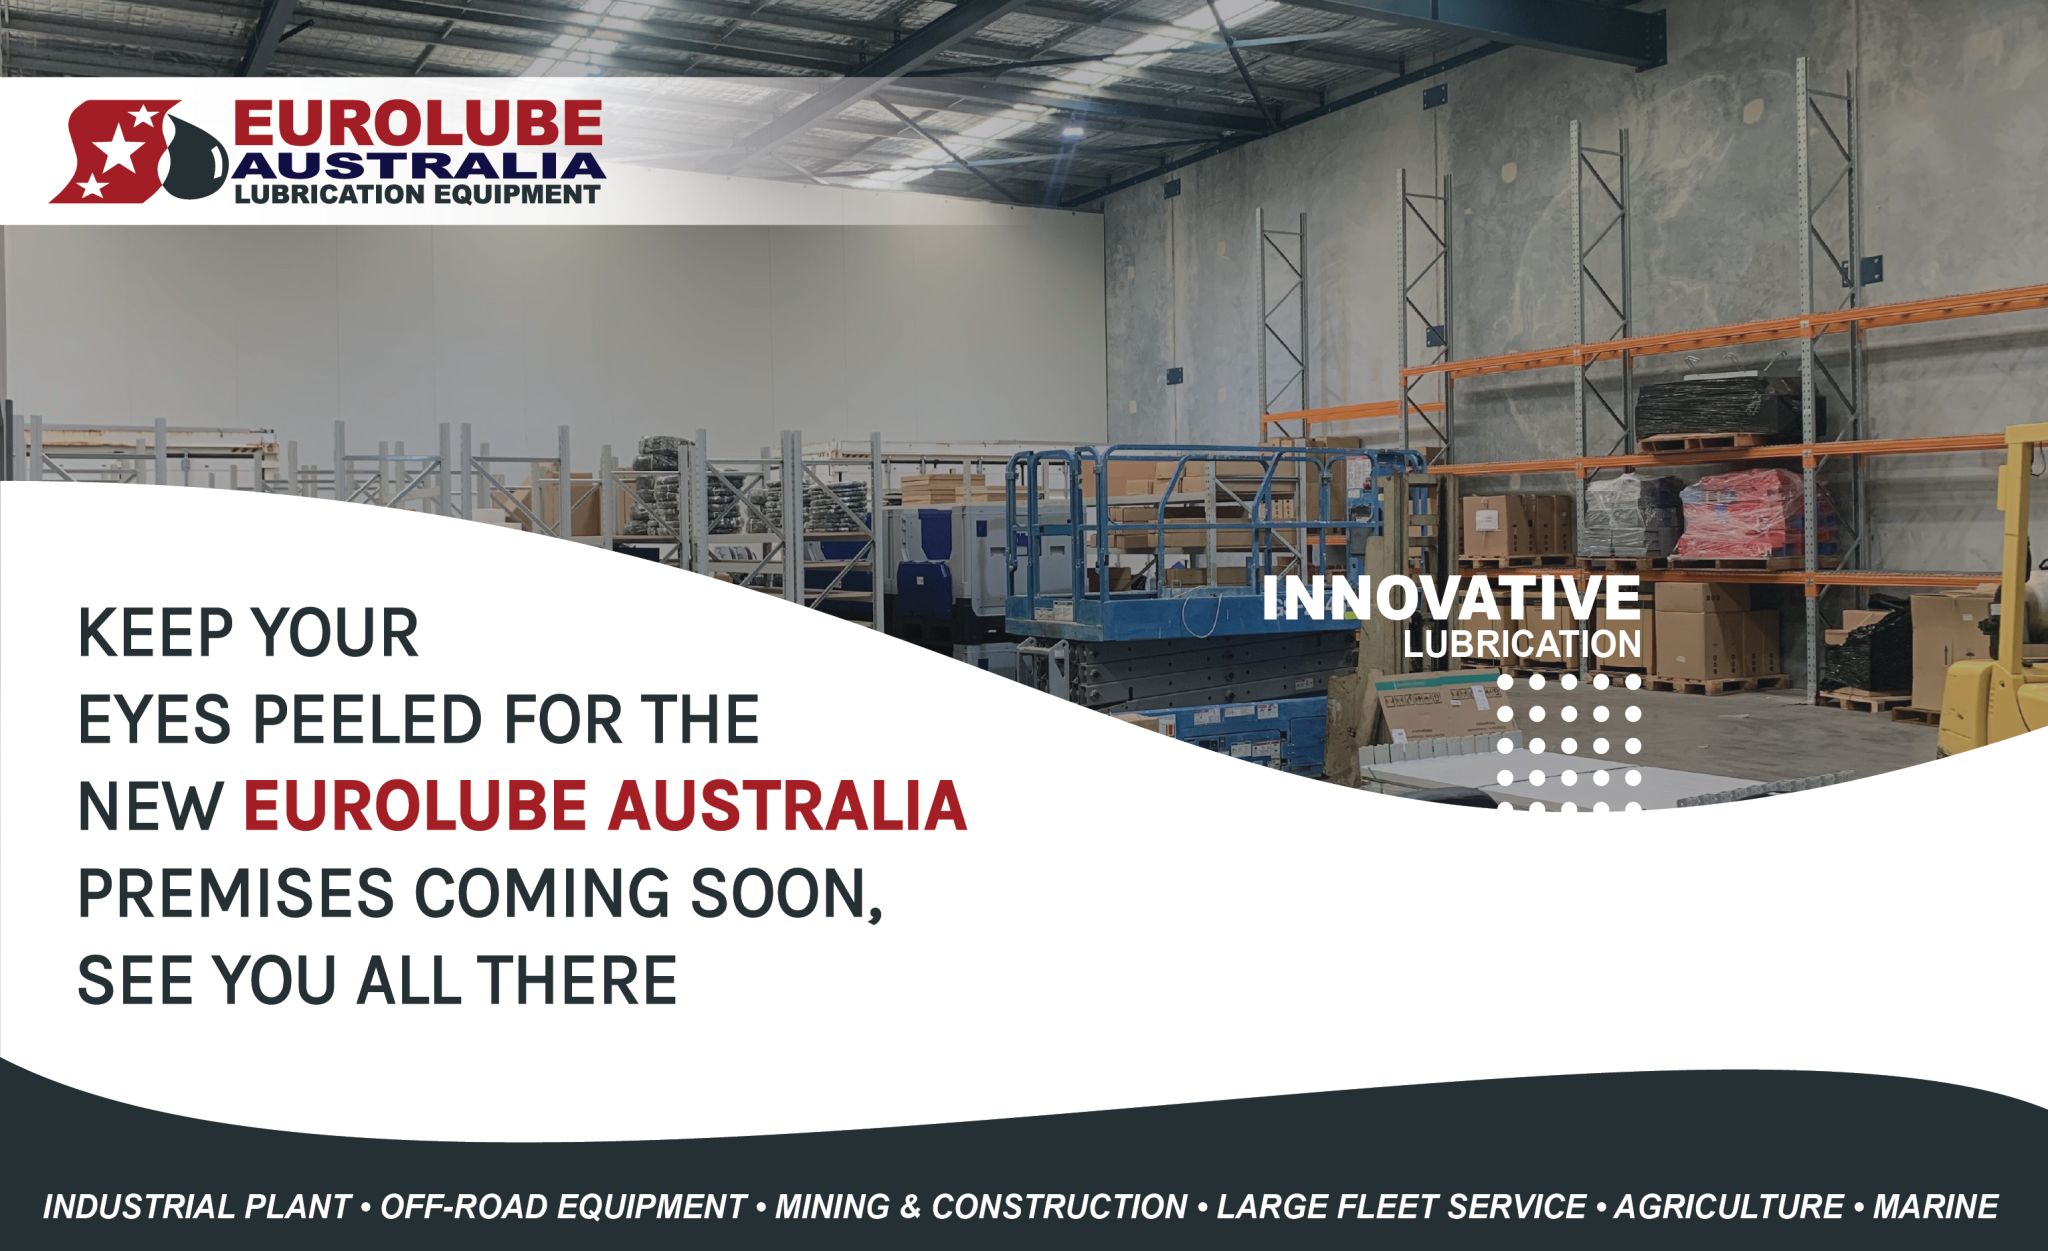 EUROLUBE
AUSTRALIA
LUBRICATION EQUIPMENT
INNOVATIVE
LUBRICATION
KEEP YOUR
EYES PEELED FOR THE
NEW EUROLUBE AUSTRALIA
PREMISES COMING SOON,
SEE YOU ALL THERE
INDUSTRIAL PLANT • OFF-ROAD EQUIPMENT • MINING & CONSTRUCTION • LARGE FLEET SERVICE • AGRICULTURE • MARINE